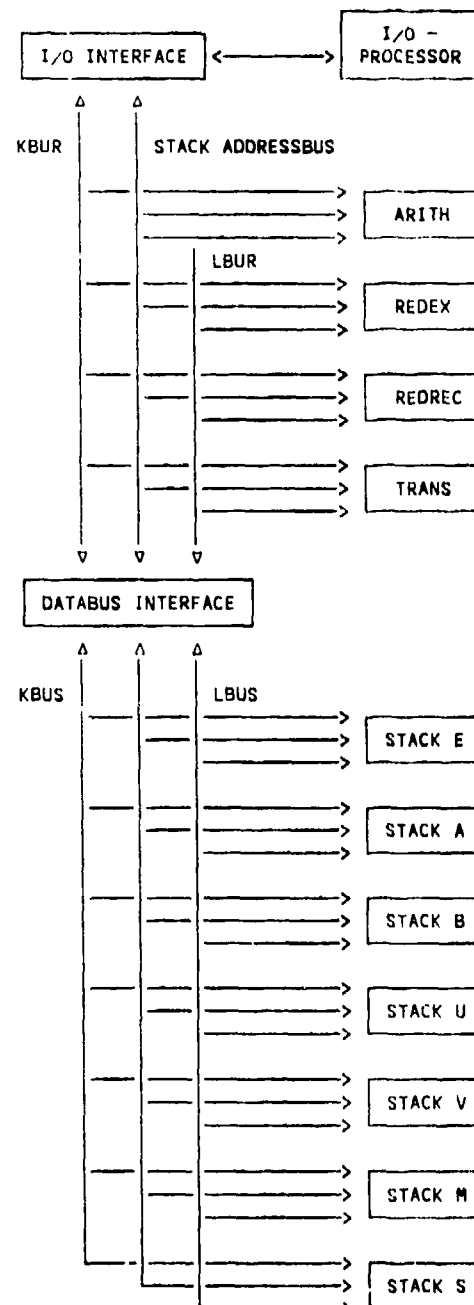 I/O -
I/O INTERFACE
PROCESSOR
KBUR
STACK ADDRESSBUS
ARITH
LBUR
REDEX
REDREC
TRANS
DATABUS INTERFACE
KBUS
LBUS
STACK E
STACK A
STACK B
STACK U
STACK V
STACK M
STACK S